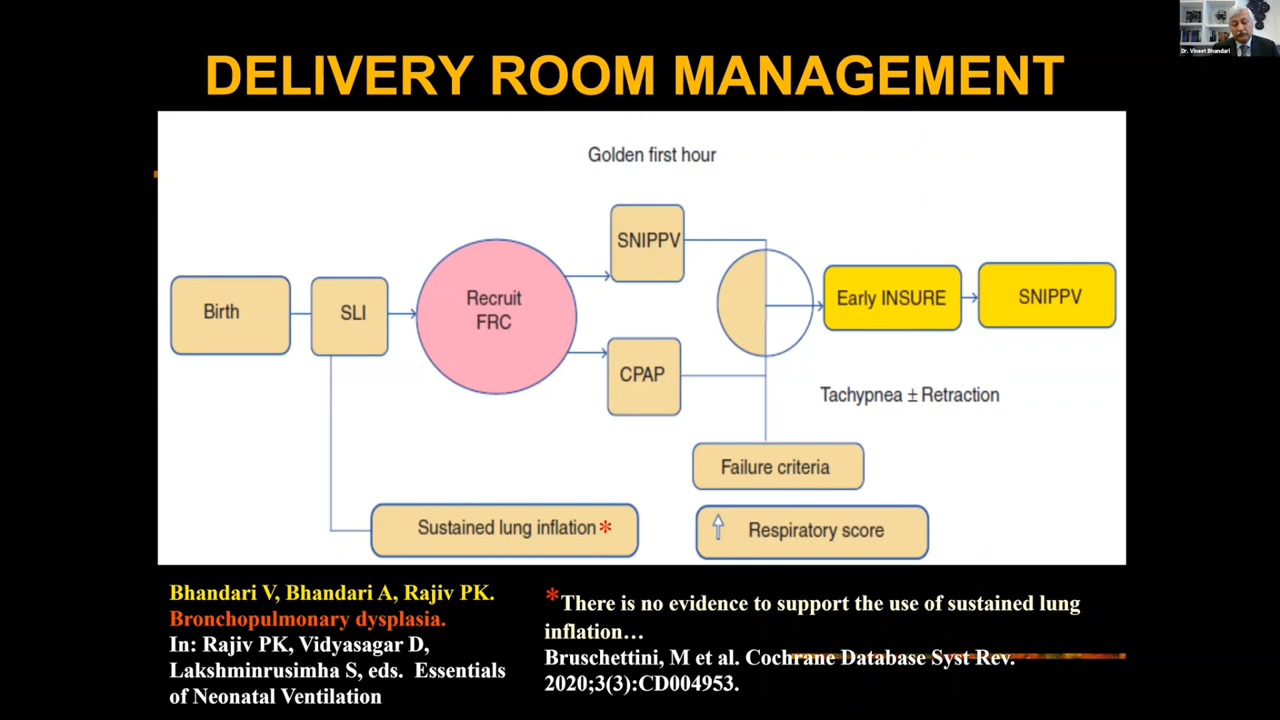 Dr. Vineet Bhandari
DELIVERY ROOM MANAGEMENT
Golden first hour
Birth
SLI
Recruit
FRC
SNIPPV
CPAP
Early INSURE
SNIPPV
Tachypnea ± Retraction
Failure criteria
Sustained lung inflation*
Respiratory score
Bhandari V, Bhandari A, Rajiv PK.
Bronchopulmonary dysplasia.
In: Rajiv PK, Vidyasagar D,
Lakshminrusimha S, eds. Essentials
of Neonatal Ventilation
*There is no evidence to support the use of sustained lung
inflation…
Bruschettini, M et al. Cochrane Database Syst Rev.
2020;3(3):CD004953.